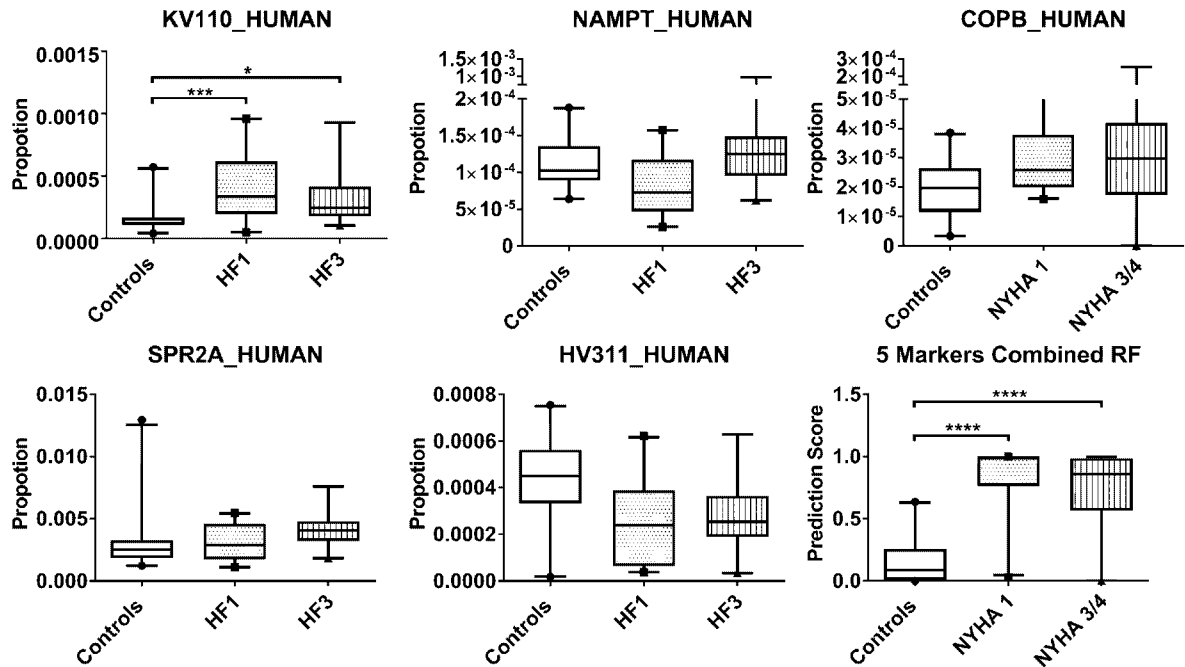 KV110_HUMAN
Propotion
0.0015
0.0010
0.0005
0.0000
*
***
Controls
HF1
HF3
NAMPT_HUMAN
Propotion
1.5×10⁻³
1×10⁻³
2×10⁻⁴
1.5×10⁻⁴
1×10⁻⁴
5×10⁻⁵
0
Controls
HF1
HF3
COPB_HUMAN
Propotion
3×10⁻⁴
2×10⁻⁴
5×10⁻⁵
4×10⁻⁵
3×10⁻⁵
2×10⁻⁵
1×10⁻⁵
0
Controls
NYHA 1
NYHA 3/4
SPR2A_HUMAN
Propotion
0.015
0.010
0.005
0.000
Controls
HF1
HF3
HV311_HUMAN
Propotion
0.0008
0.0006
0.0004
0.0002
0.0000
Controls
HF1
HF3
5 Markers Combined RF
Prediction Score
1.5
1.0
0.5
0.0
****
****
Controls
NYHA 1
NYHA 3/4